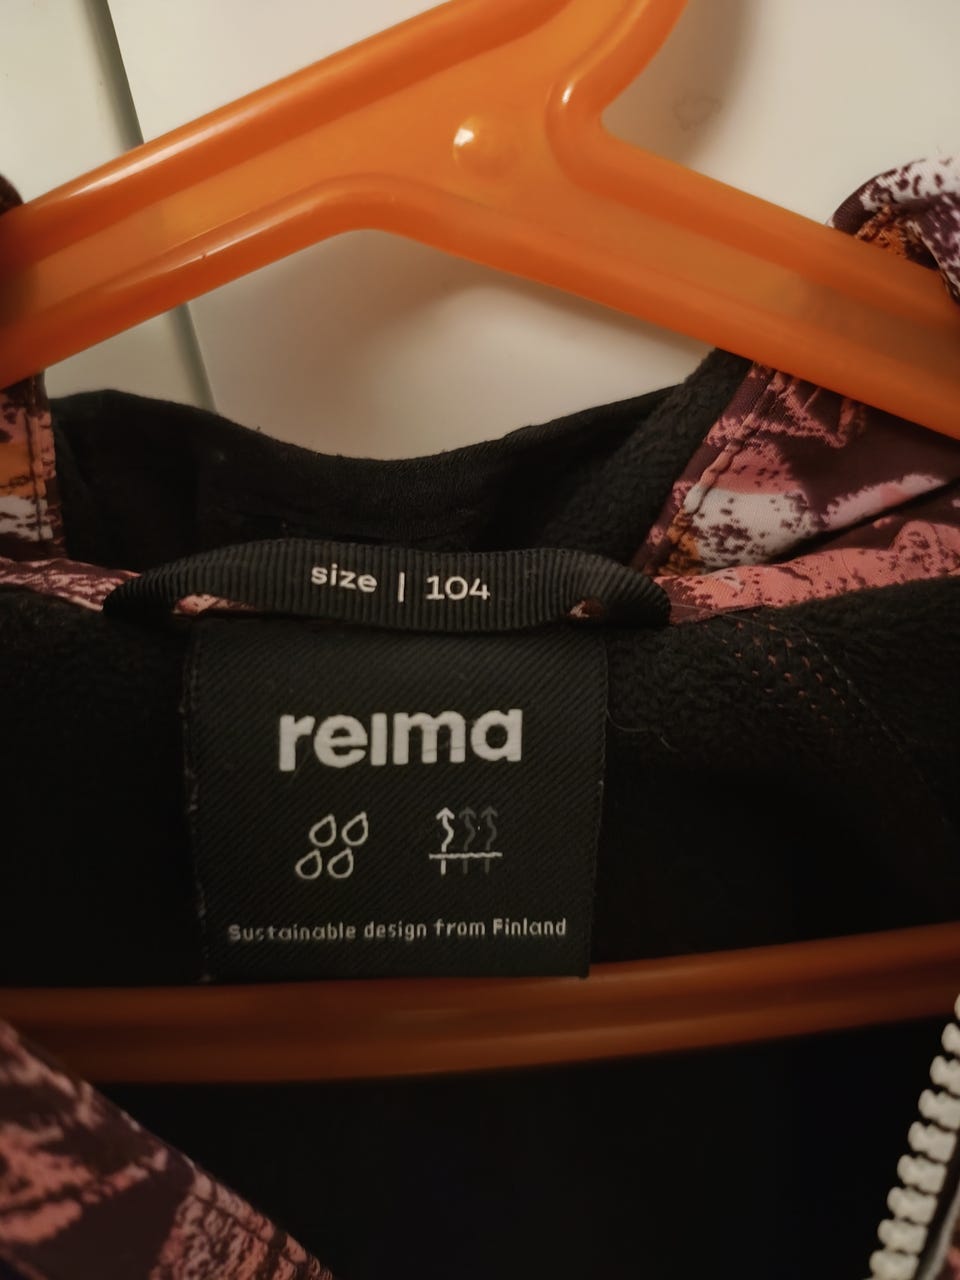 size | 104
reima
Sustainable design from Finland